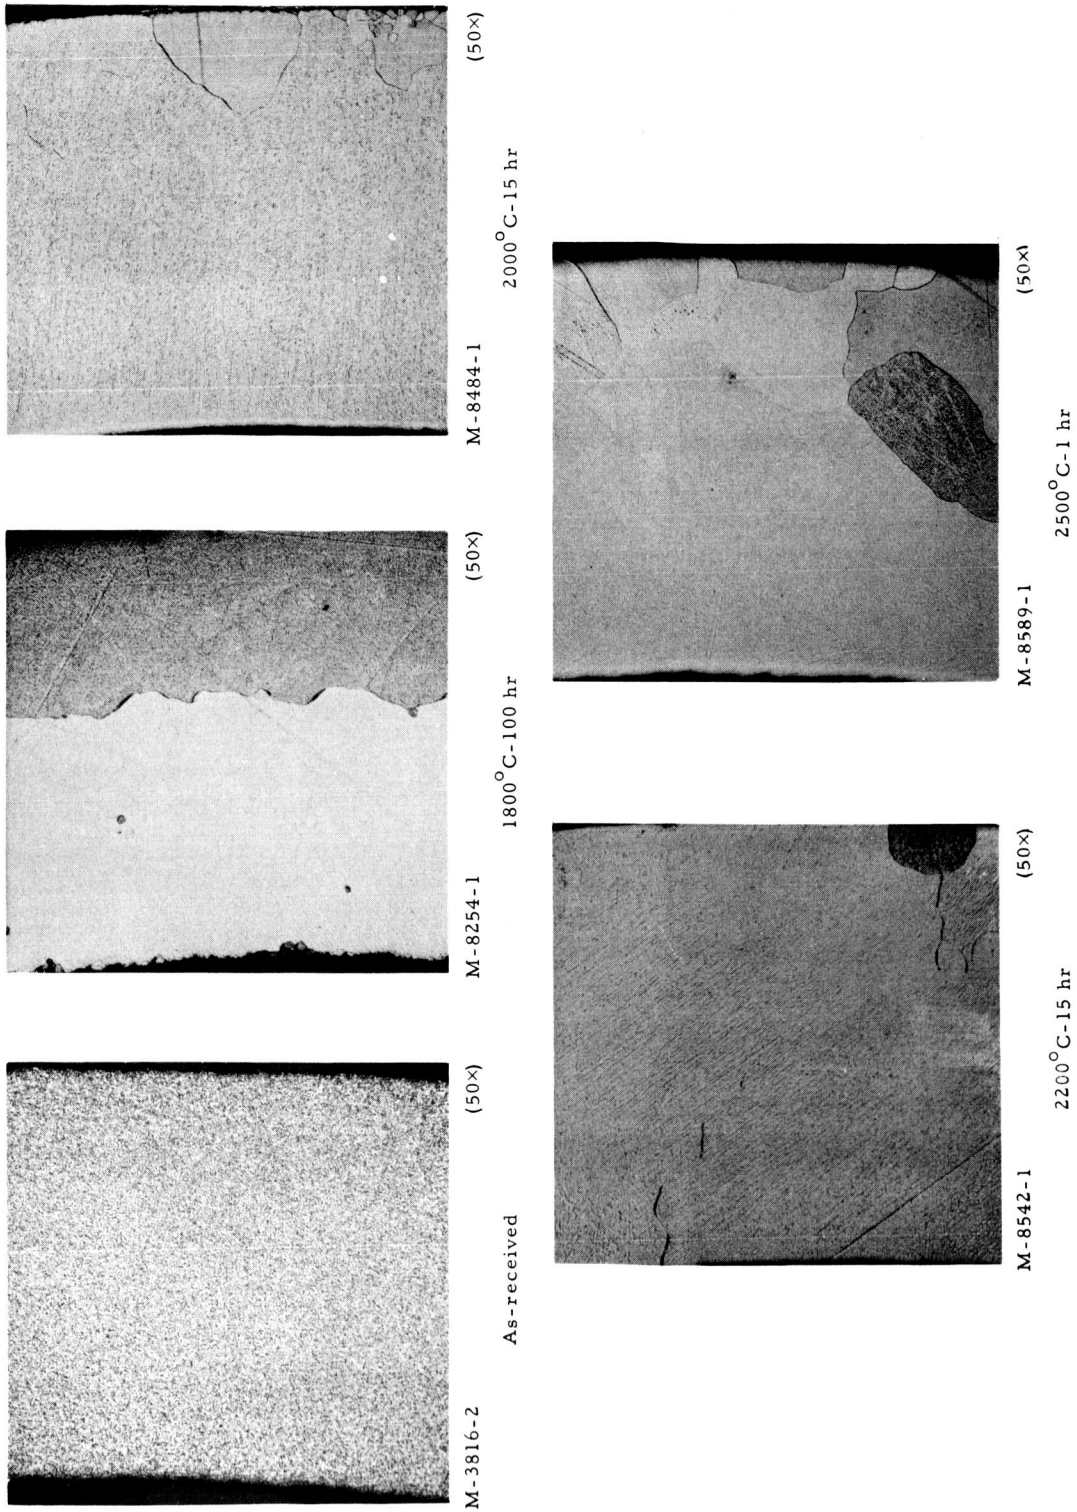 M-3816-2 (50×)
As-received
M-8254-1 (50×)
1800°C-100 hr
M-8484-1 (50×)
2000°C-15 hr
M-8542-1 (50×)
2200°C-15 hr
M-8589-1 (50×)
2500°C-1 hr